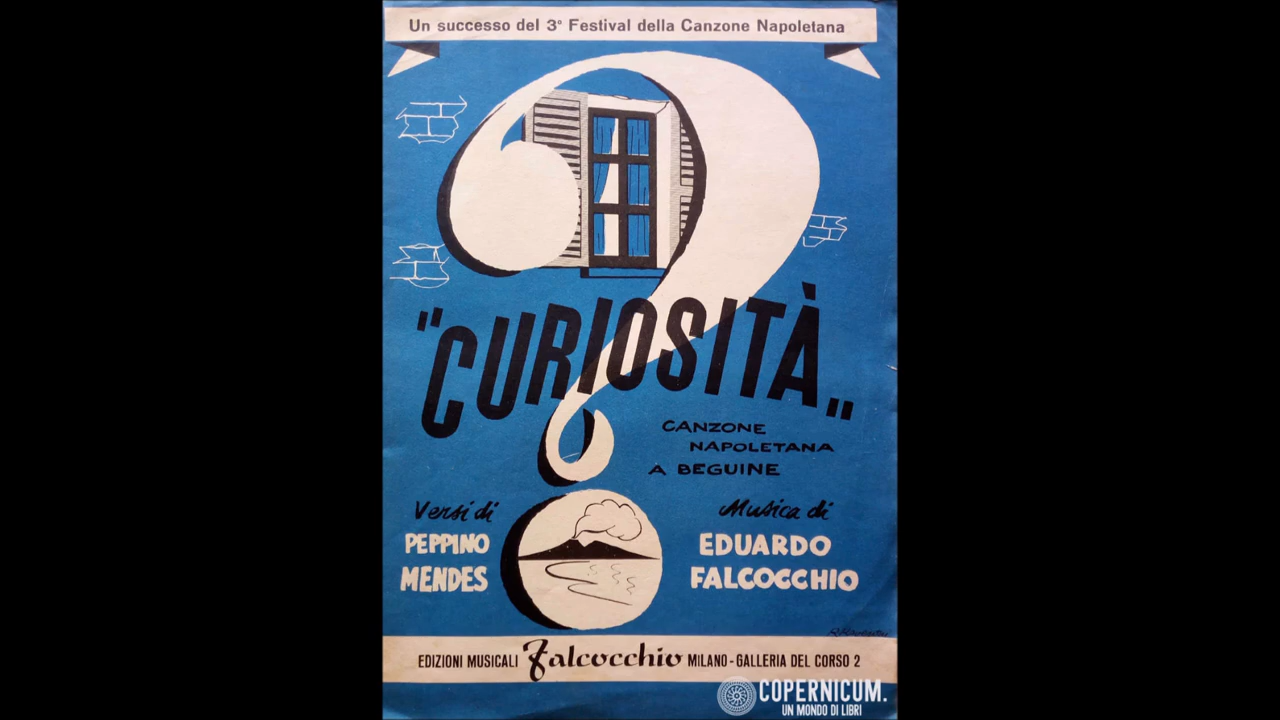 Un successo del 3° Festival della Canzone Napoletana
"CURIOSITÀ„
CANZONE
NAPOLETANA
A BEGUINE
Versi di
PEPPINO
MENDES
Musica di
EDUARDO
FALCOCCHIO
EDIZIONI MUSICALI Falcocchio MILANO - GALLERIA DEL CORSO 2
COPERNICUM.
UN MONDO DI LIBRI